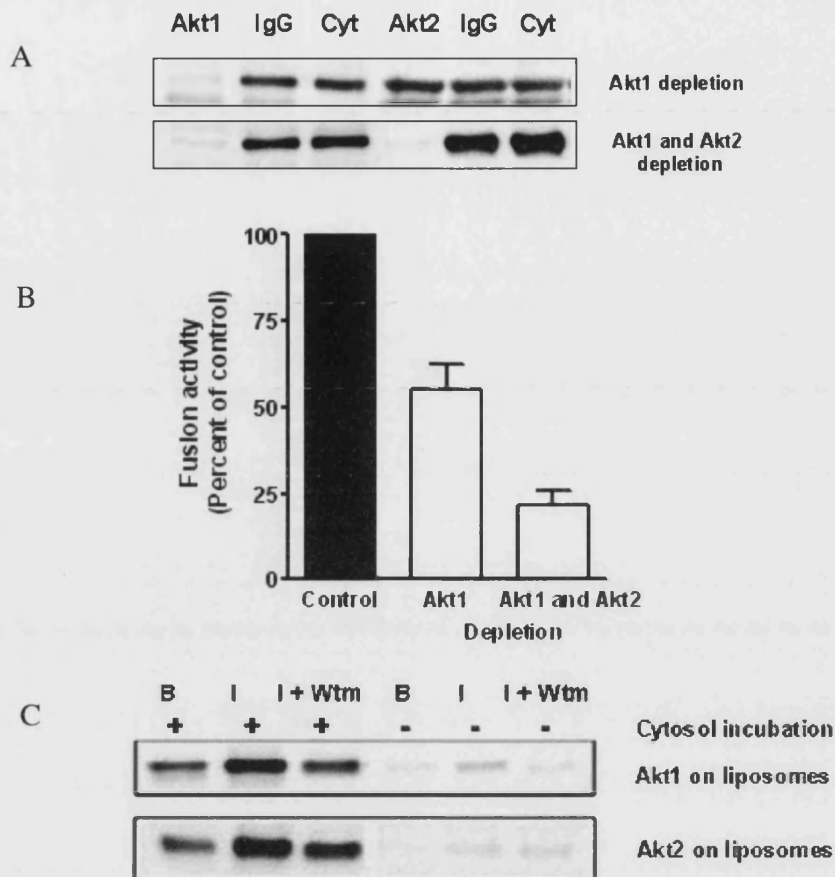 A
Akt1 IgG Cyt Akt2 IgG Cyt
Akt1 depletion
Akt1 and Akt2
depletion
B
Fusion activity
(Percent of control)
100
75
50
25
0
Control Akt1 Akt1 and Akt2
Depletion
C
B I I + Wtm B I I + Wtm
+ + + - - - Cytosol incubation
Akt1 on liposomes
Akt2 on liposomes